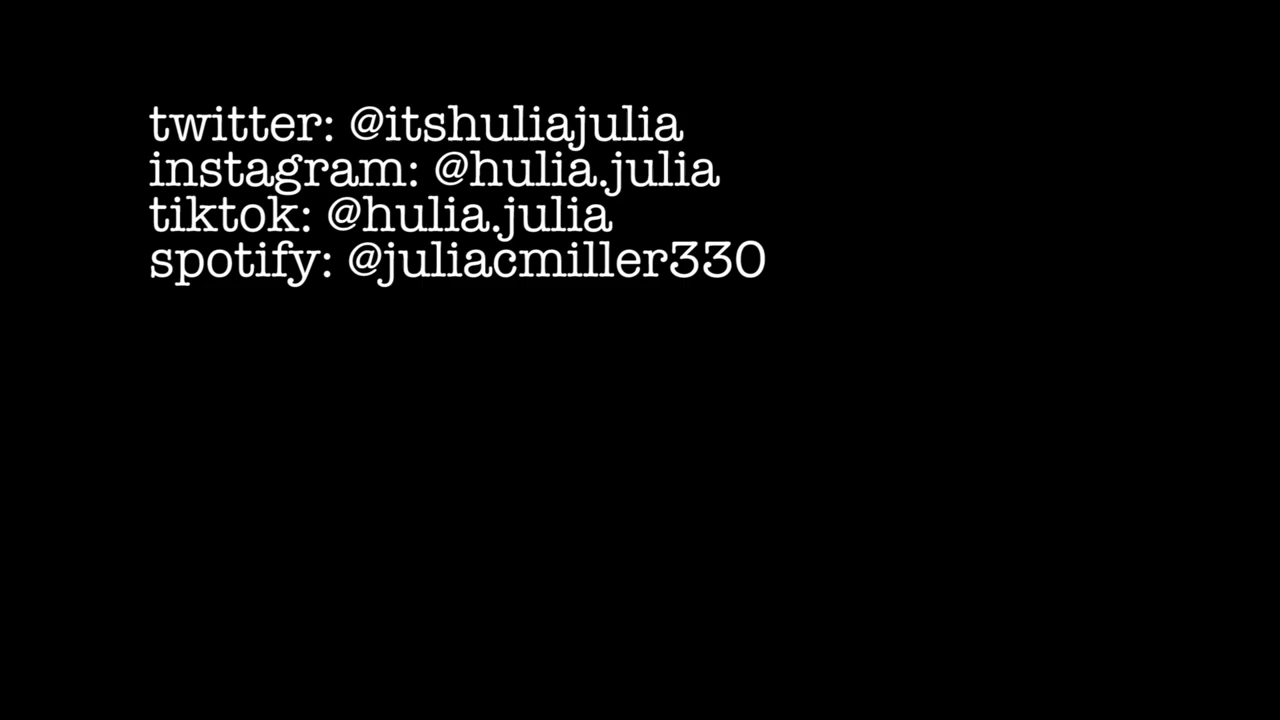 twitter: @itshuliajulia
instagram: @hulia.julia
tiktok: @hulia.julia
spotify: @juliacmiller330